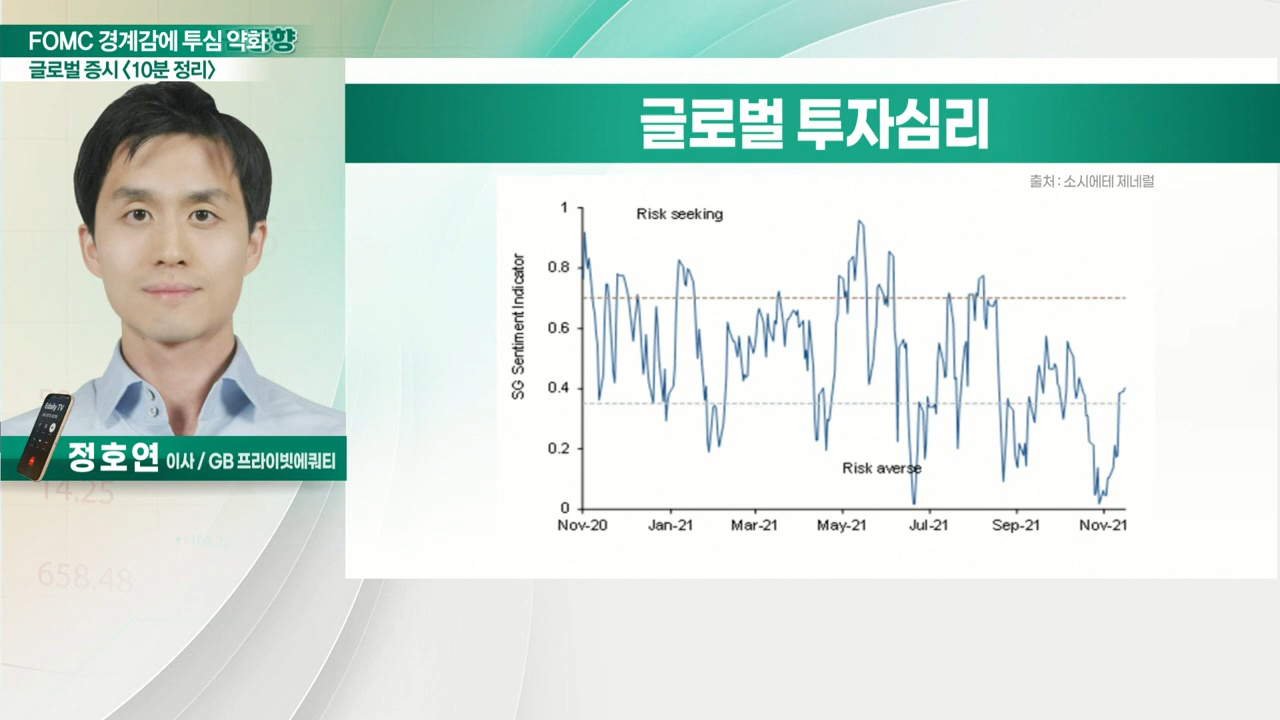 FOMC 경계감에 투심 약화
글로벌 증시 <10분 정리>
글로벌 투자심리
출처 : 소시에테 제네럴
Risk seeking
Risk averse
SG Sentiment Indicator
1
0.8
0.6
0.4
0.2
0
Nov-20 Jan-21 Mar-21 May-21 Jul-21 Sep-21 Nov-21
Edaily TV
정호연 이사 / GB 프라이빗에쿼티
14.25
658.48